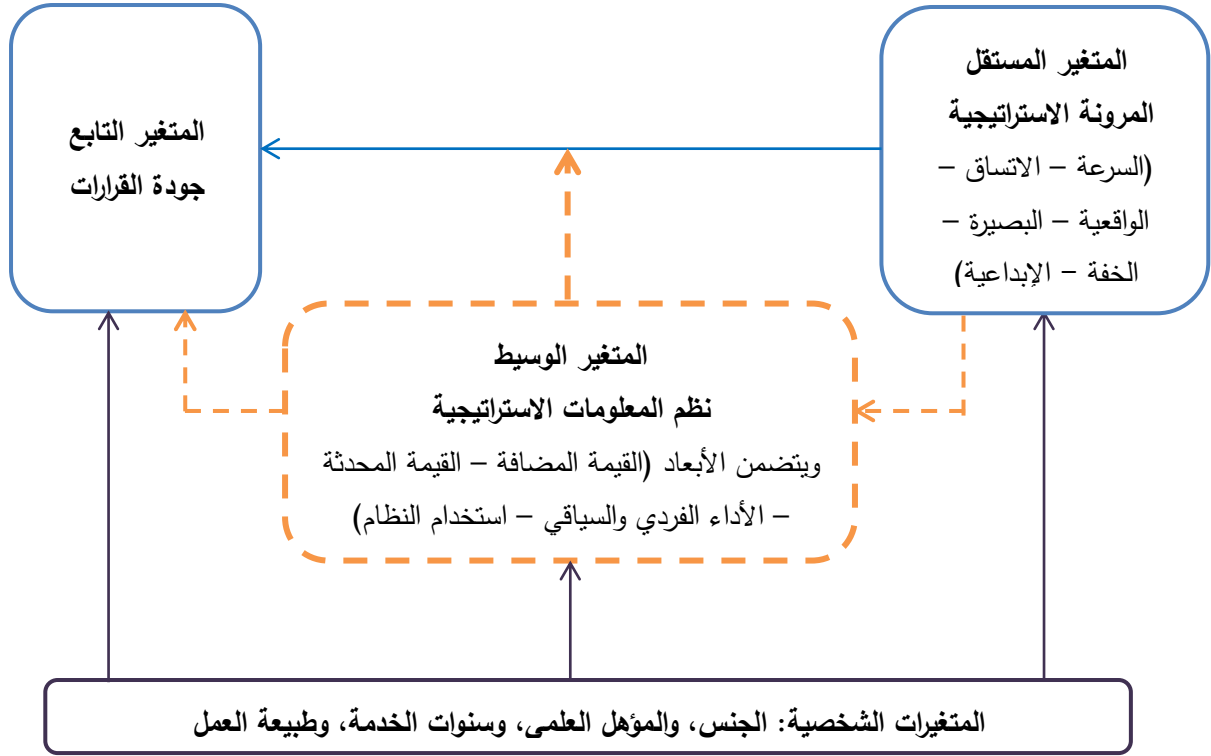 المتغير المستقل
المرونة الاستراتيجية
(السرعة – الاتساق –
الواقعية – البصيرة –
الخفة – الإبداعية)
المتغير التابع
جودة القرارات
المتغير الوسيط
نظم المعلومات الاستراتيجية
ويتضمن الأبعاد (القيمة المضافة – القيمة المحدثة
– الأداء الفردي والسياقي – استخدام النظام)
المتغيرات الشخصية: الجنس، والمؤهل العلمى، وسنوات الخدمة، وطبيعة العمل